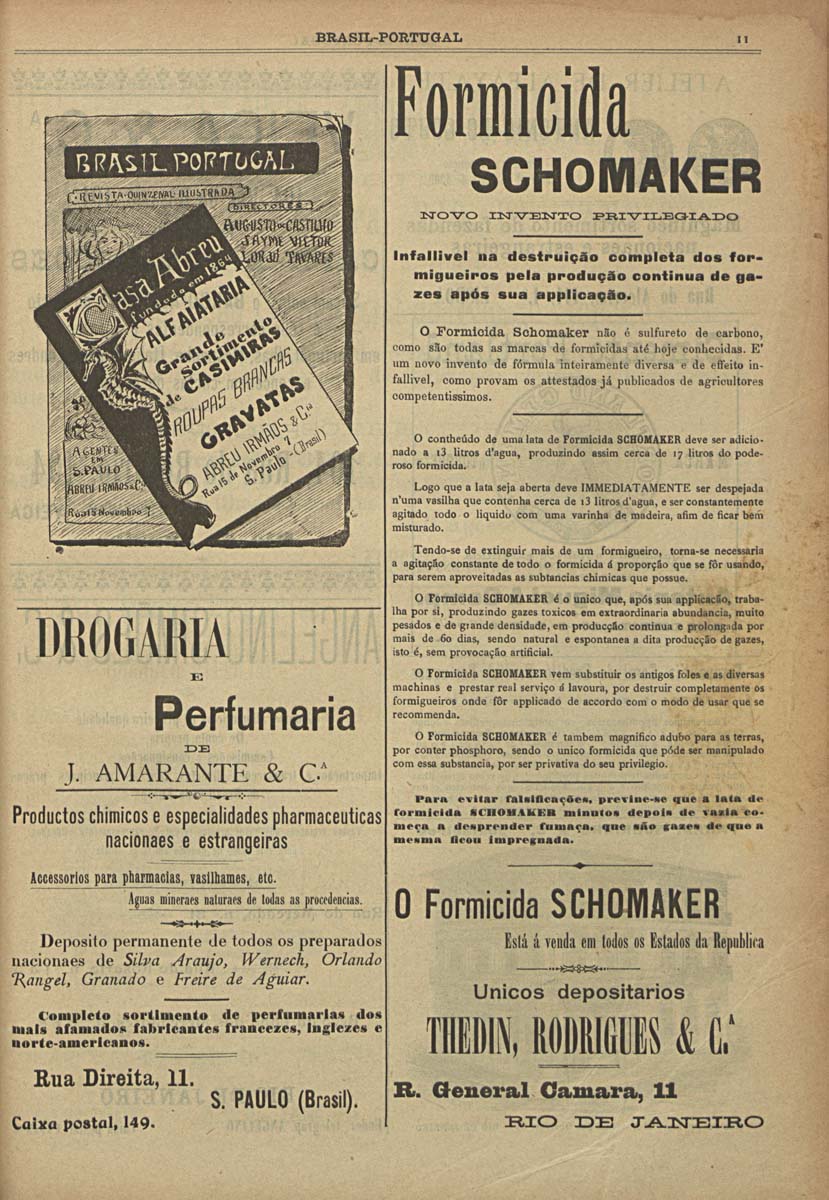 BRASIL-PORTUGAL
11
BRASIL PORTUGAL
REVISTA QUINZENAL ILLUSTRADA
DIRECTORES
AUGUSTO DE CASTILHO
JAYME VICTOR
LORJÓ TAVARES
Casa Abreu
fundada em 1864
ALFAIATARIA
Grande
sortimento
de CASIMIRAS
ROUPAS BRANCAS
GRAVATAS
ABREU IRMÃOS & C.ia
Rua 15 de Novembro 7
S. Paulo - (Brasil)
AGENTES
EM
S. PAULO
ABREU IRMÃOS & C.
Rua 15 Novembro 7
DROGARIA
E
Perfumaria
DE
J. AMARANTE & C.ª
Productos chimicos e especialidades pharmaceuticas
nacionaes e estrangeiras
Accessorios para pharmacias, vasilhames, etc.
Aguas mineraes naturaes de todas as procedencias.
Deposito permanente de todos os preparados
nacionaes de Silva Araujo, Wernech, Orlando
Rangel, Granado e Freire de Aguiar.
Completo sortimento de perfumarias dos
mais afamados fabricantes francezes, inglezes e
norte-americanos.
Rua Direita, 11.
S. PAULO (Brasil).
Caixa postal, 149.
Formicida
SCHOMAKER
NOVO INVENTO PRIVILEGIADO
Infallivel na destruição completa dos for-
migueiros pela produção continua de ga-
zes após sua applicação.
O Formicida Schomaker não é sulfureto de carbono,
como são todas as marcas de formicidas até hoje conhecidas. E'
um novo invento de fórmula inteiramente diversa e de effeito in-
fallivel, como provam os attestados já publicados de agricultores
competentissimos.
O conthеúdo de uma lata de Formicida SCHOMAKER deve ser adicio-
nado a 13 litros d'agua, produzindo assim cerca de 17 litros do pode-
roso formicida.
Logo que a lata seja aberta deve IMMEDIATAMENTE ser despejada
n'uma vasilha que contenha cerca de 13 litros d'agua, e ser constantemente
agitado todo o liquido com uma varinha de madeira, afim de ficar bem
misturado.
Tendo-se de extinguir mais de um formigueiro, torna-se necessaria
a agitação constante de todo o formicida á proporção que se fôr usando,
para serem aproveitadas as subtancias chimicas que possue.
O Formicida SCHOMAKER é o unico que, após sua applicacão, traba-
lha por si, produzindo gazes toxicos em extraordinaria abundancia, muito
pesados e de grande densidade, em producção continua e prolongada por
mais de 60 dias, sendo natural e espontanea a dita producção de gazes,
isto é, sem provocação artificial.
O Formicida SCHOMAKER vem substituir os antigos foles e as diversas
machinas e prestar real serviço á lavoura, por destruir completamente os
formigueiros onde fôr applicado de accordo com o modo de usar que se
recommenda.
O Formicida SCHOMAKER é tambem magnifico adubo para as terras,
por conter phosphoro, sendo o unico formicida que póde ser manipulado
com essa substancia, por ser privativa do seu privilegio.
Para evitar falsificações, previne-se que a lata de
formicida SCHOMAKER minutos depois de vazia co-
meça a desprender fumaça, que são gazes de que a
mesma ficou impregnada.
O Formicida SCHOMAKER
Está á venda em todos os Estados da Republica
Unicos depositarios
THEDIN, RODRIGUES & C.ª
R. General Camara, 11
RIO DE JANEIRO